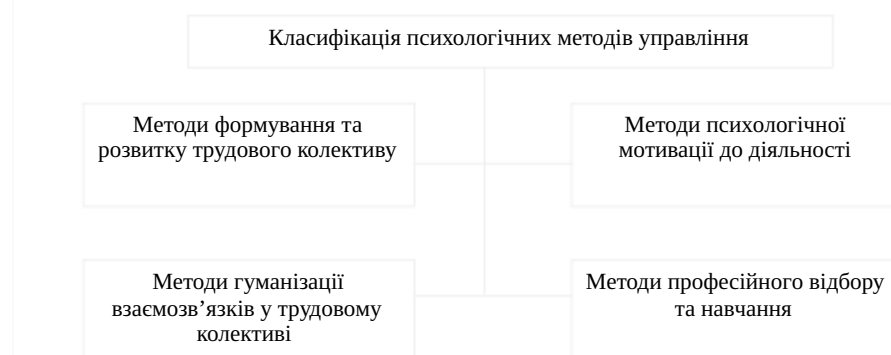 Класифікація психологічних методів управління
Методи формування та
розвитку трудового колективу
Методи психологічної
мотивації до діяльності
Методи гуманізації
взаємозв’язків у трудовому
колективі
Методи професійного відбору
та навчання